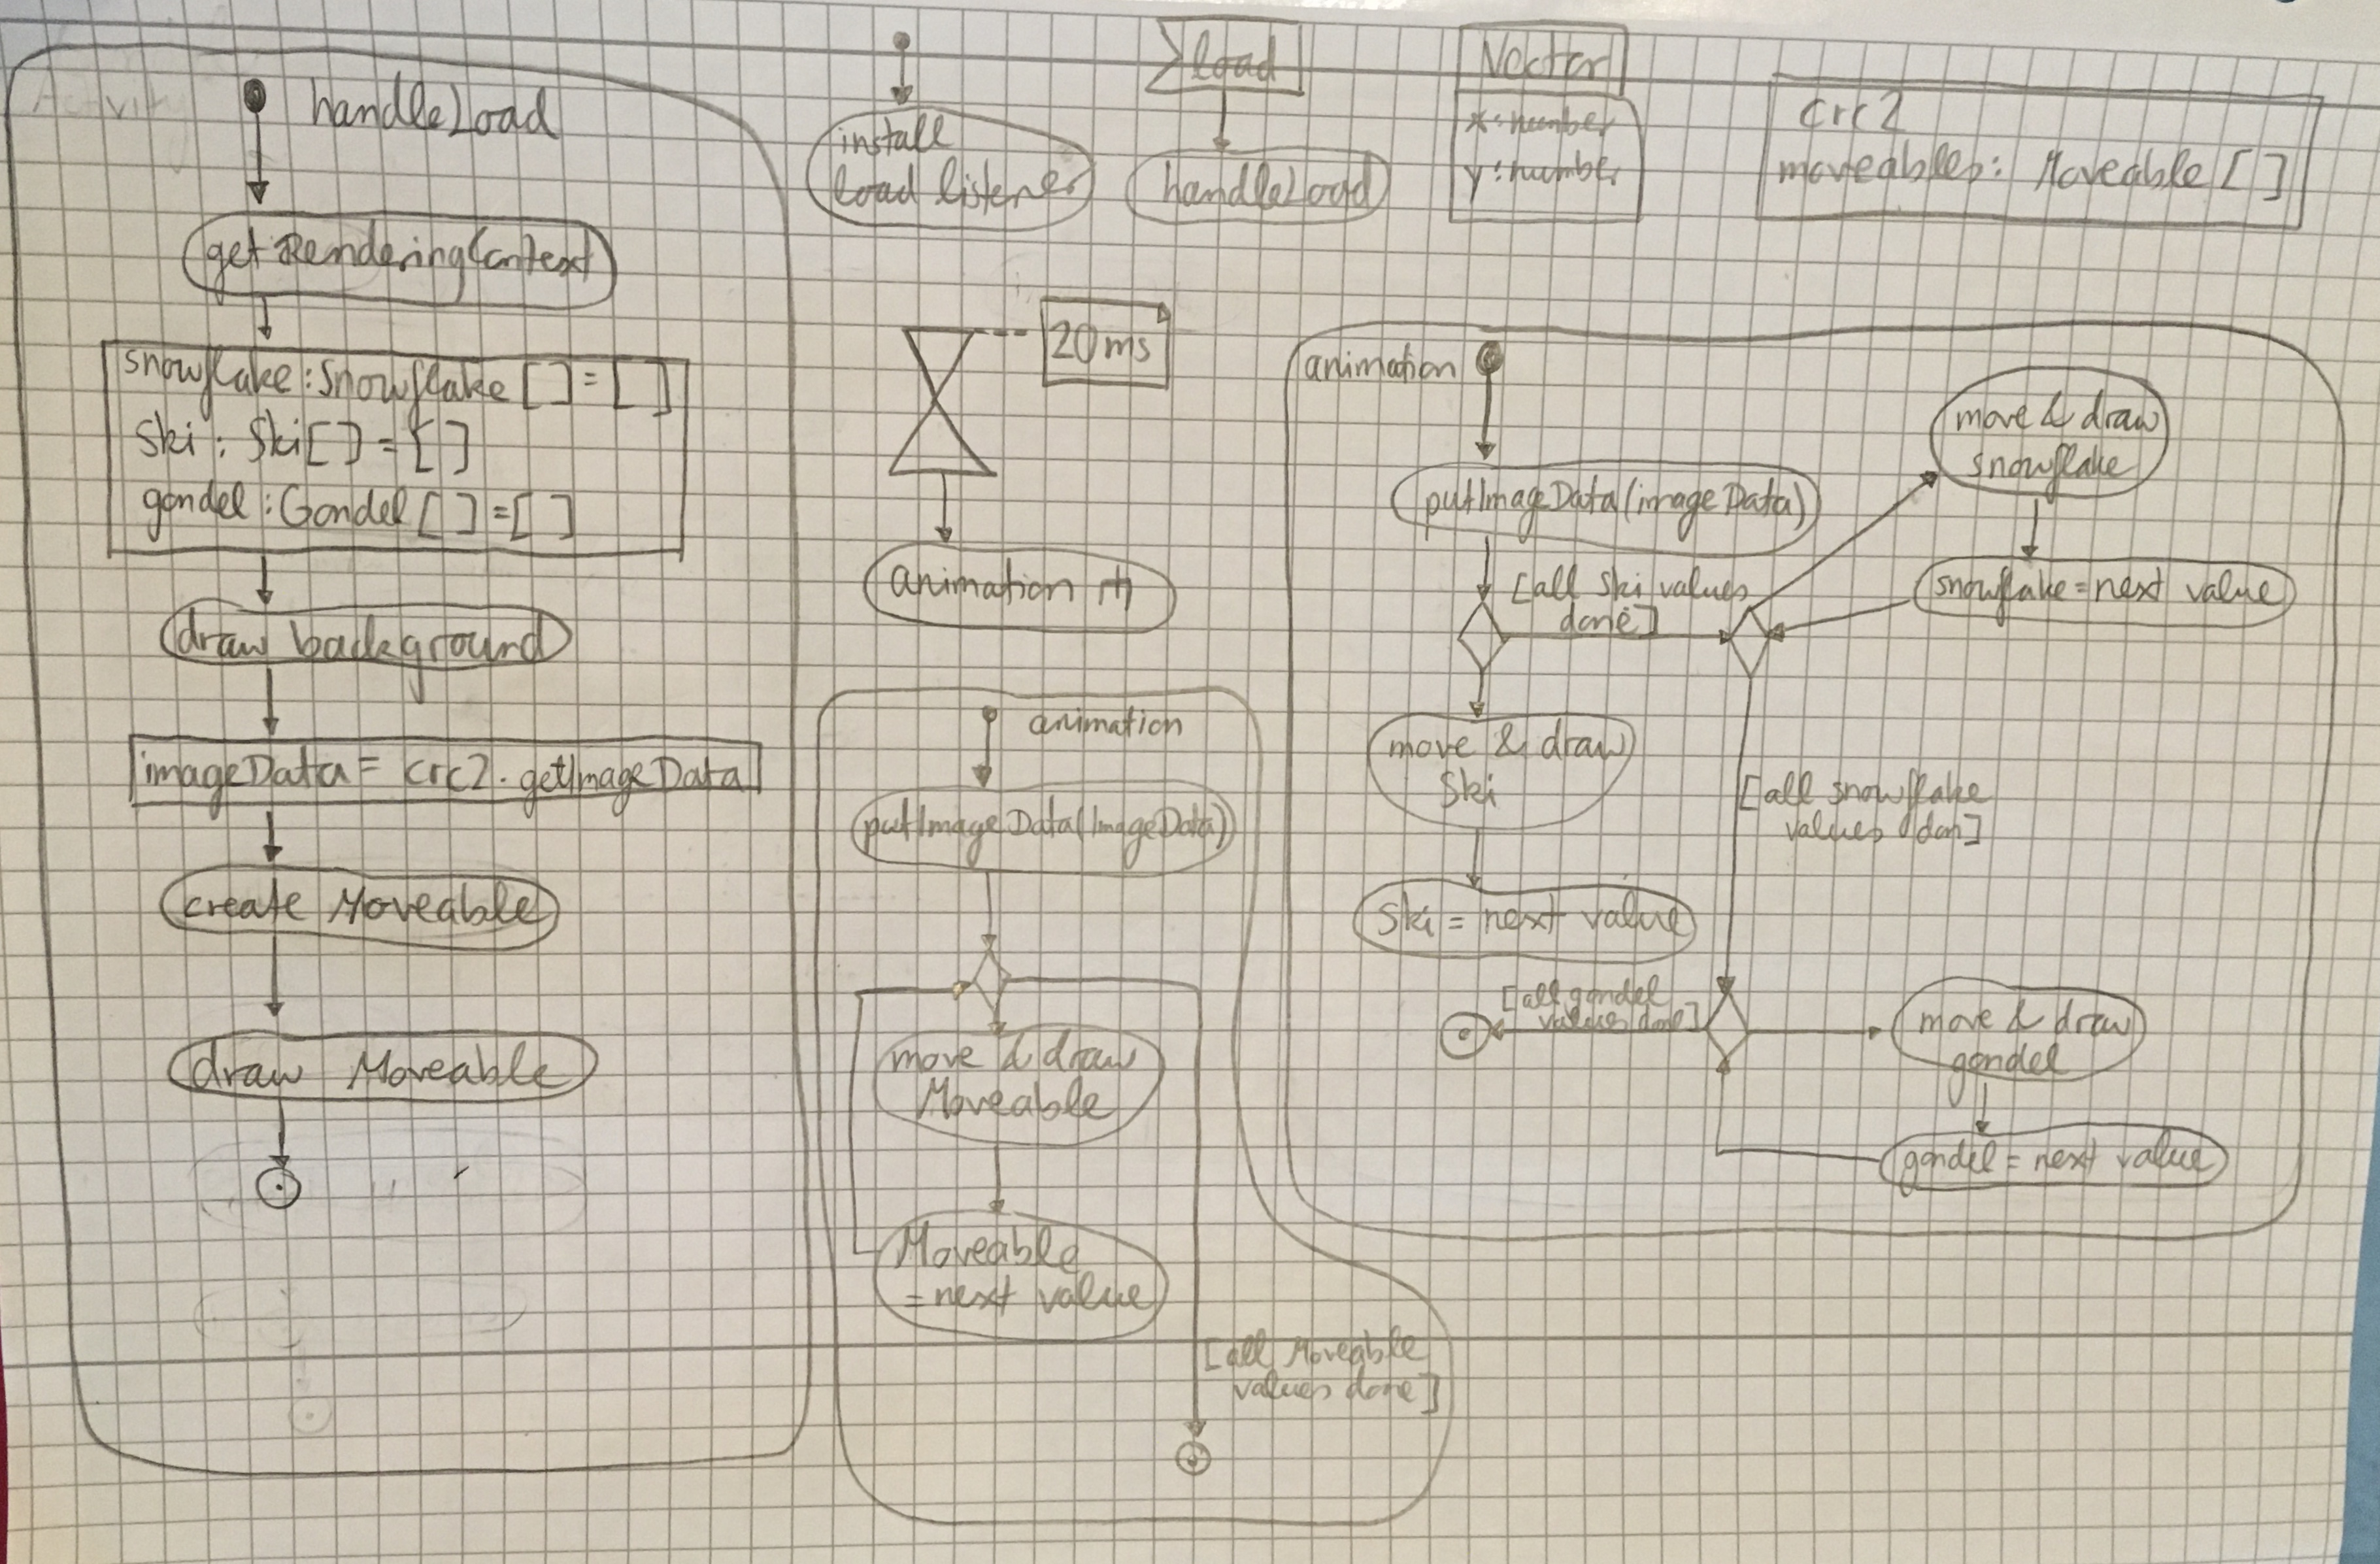 Activity
handleLoad
getRenderingContext
snowflake:Snowflake[]=[]
Ski: Ski[]=[]
gondel:Gondel[]=[]
draw background
imageData= crc2.getImageData
create Moveable
draw Moveable
install
load listener
load
handleLoad
Vector
x:number
y:number
crc2
moveables: Moveable[]
20ms
animation
animation
putImageData(ImageData)
move & draw
Moveable
Moveable
=next value
[all Moveable
values done]
animation
putImageData(imageData)
[all Ski values
done]
move & draw
Ski
Ski = next value
move & draw
snowflake
snowflake=next value
[all snowflake
values don]
[all gondel
values done]
move & draw
gondel
gondel = next value